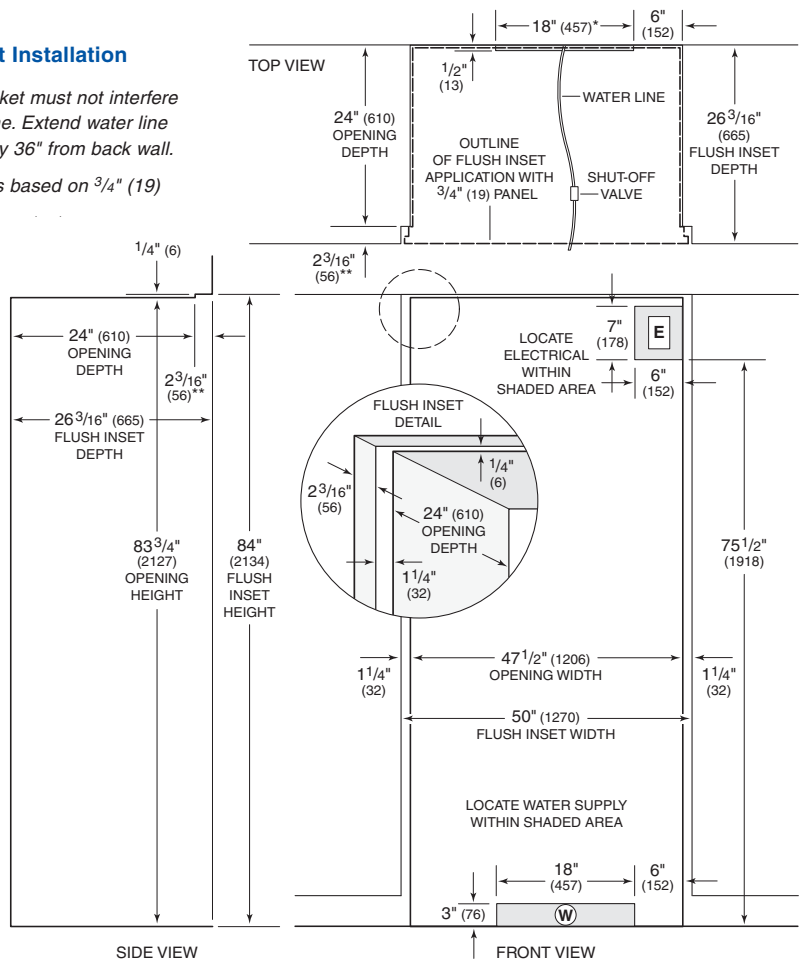 t Installation
ket must not interfere
ne. Extend water line
y 36" from back wall.
s based on 3/4" (19)
TOP VIEW
18" (457)*
6"
(152)
1/2"
(13)
24" (610)
OPENING
DEPTH
WATER LINE
OUTLINE
OF FLUSH INSET
APPLICATION WITH
3/4" (19) PANEL
SHUT-OFF
VALVE
26 3/16"
(665)
FLUSH INSET
DEPTH
2 3/16"
(56)**
1/4" (6)
24" (610)
OPENING
DEPTH
2 3/16"
(56)**
26 3/16" (665)
FLUSH INSET
DEPTH
83 3/4"
(2127)
OPENING
HEIGHT
84"
(2134)
FLUSH
INSET
HEIGHT
SIDE VIEW
LOCATE
ELECTRICAL
WITHIN
SHADED AREA
7"
(178)
E
6"
(152)
FLUSH INSET
DETAIL
1/4"
(6)
2 3/16"
(56)
24" (610)
OPENING
DEPTH
1 1/4"
(32)
75 1/2"
(1918)
1 1/4"
(32)
47 1/2" (1206)
OPENING WIDTH
1 1/4"
(32)
50" (1270)
FLUSH INSET WIDTH
LOCATE WATER SUPPLY
WITHIN SHADED AREA
18"
(457)
6"
(152)
3" (76)
W
FRONT VIEW